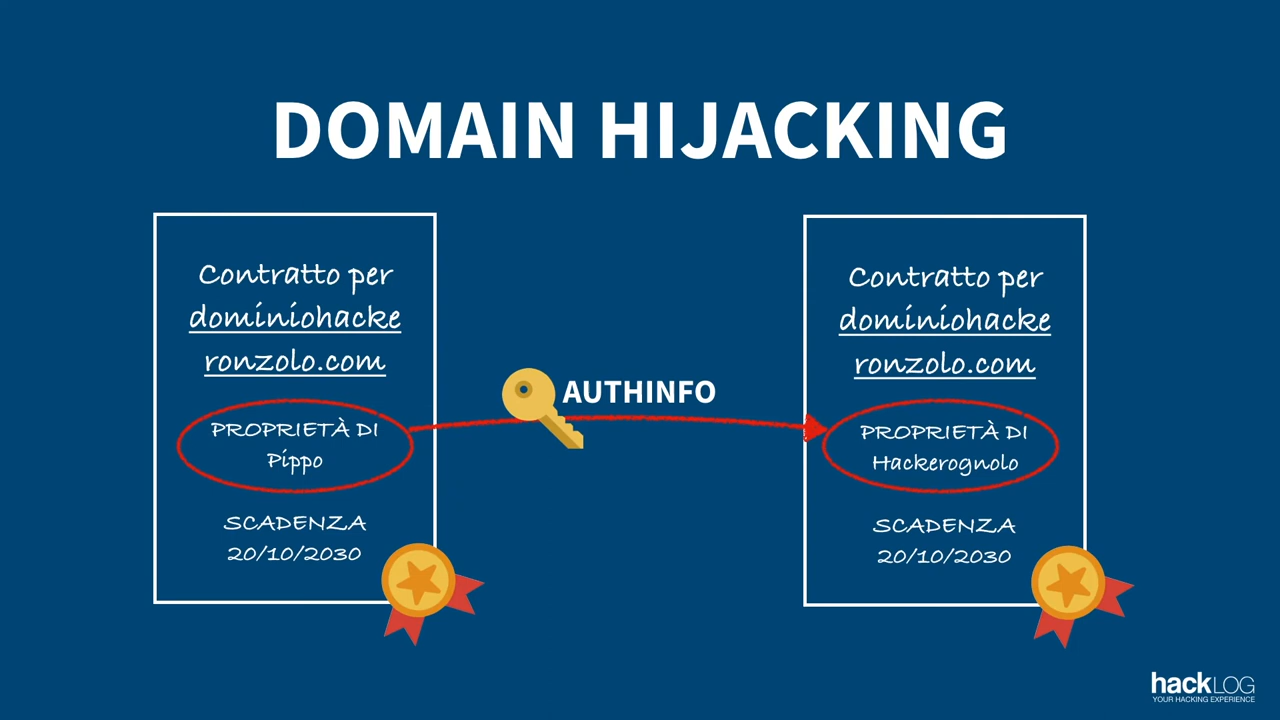 DOMAIN HIJACKING
Contratto per
dominiohacke
ronzolo.com
PROPRIETÀ DI
Pippo
SCADENZA
20/10/2030
AUTHINFO
Contratto per
dominiohacke
ronzolo.com
PROPRIETÀ DI
Hackerognolo
SCADENZA
20/10/2030
hackLOG
YOUR HACKING EXPERIENCE